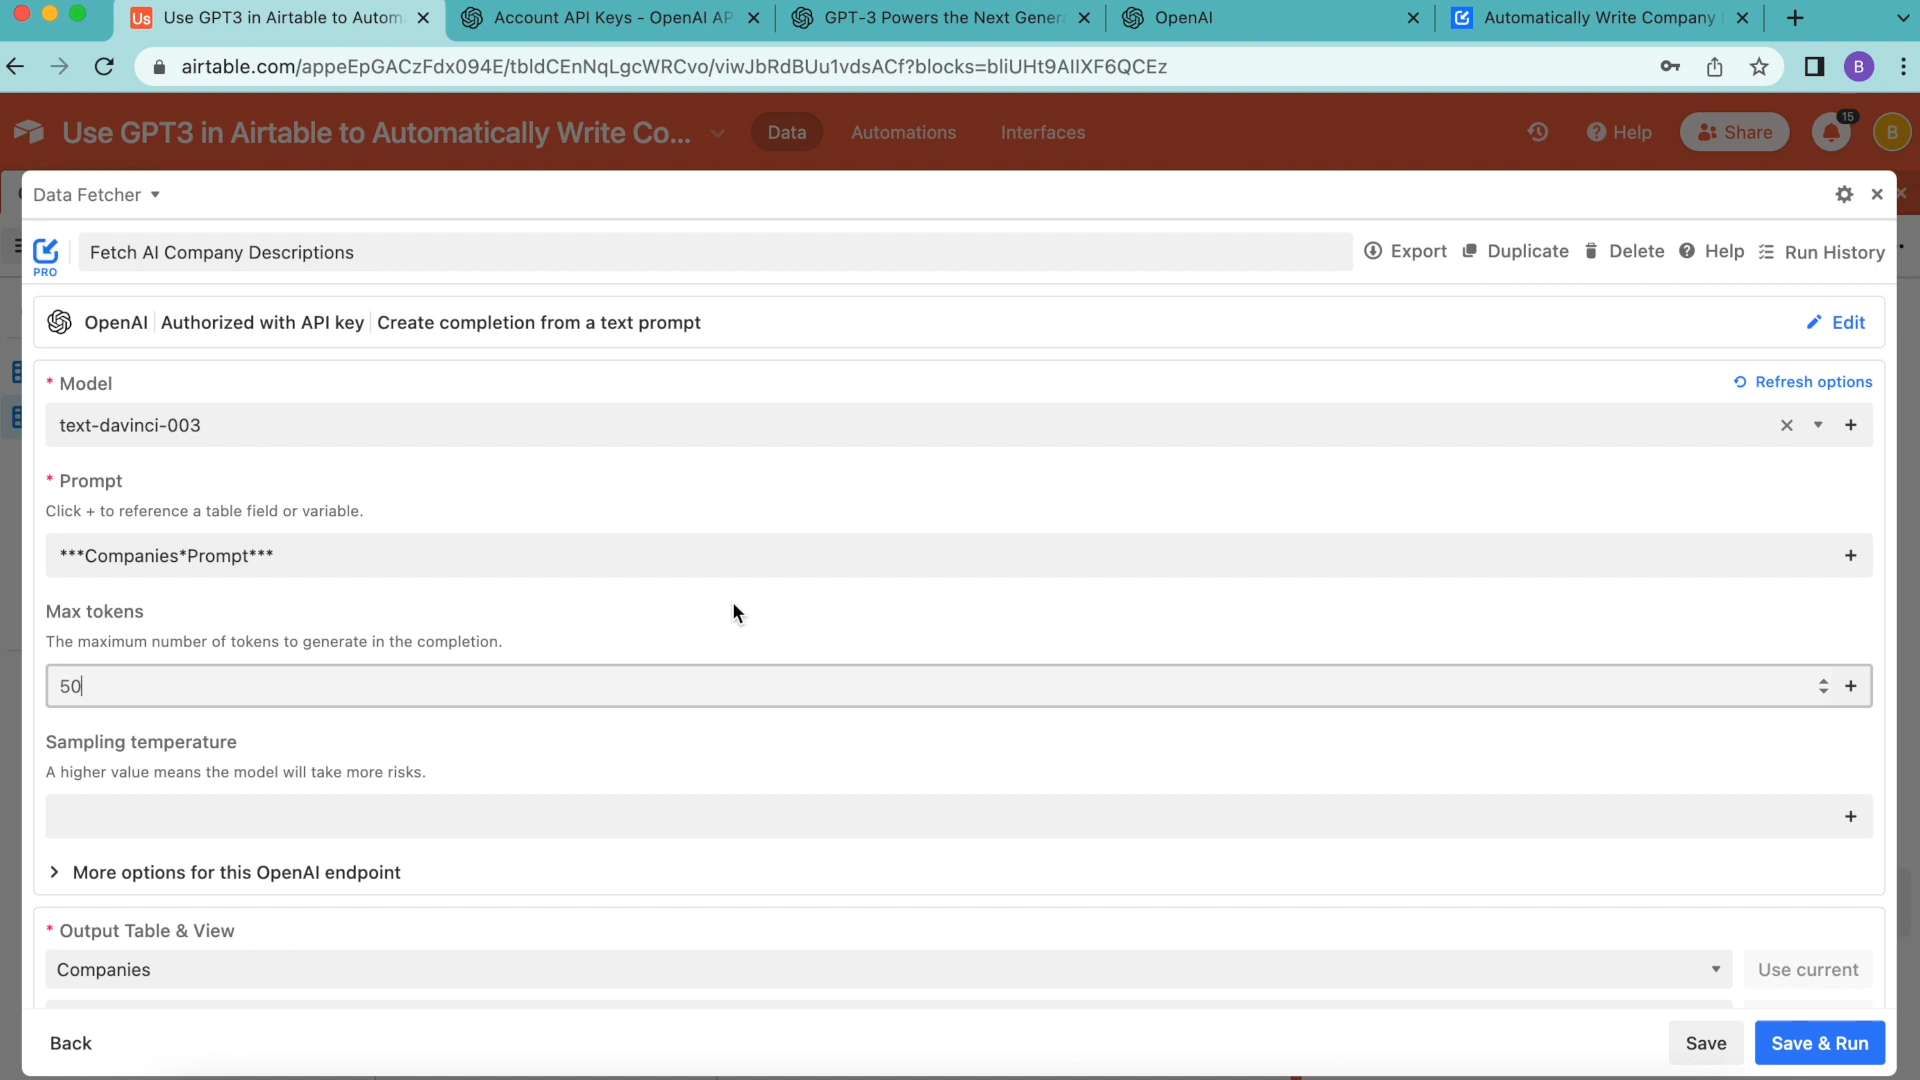 Us Use GPT3 in Airtable to Autom
Account API Keys - OpenAI AP
GPT-3 Powers the Next Genera
OpenAI
Automatically Write Company
airtable.com/appeEpGACzFdx094E/tbldCEnNqLgcWRCvo/viwJbRdBUu1vdsACf?blocks=bliUHt9AIIXF6QCEz
B
Use GPT3 in Airtable to Automatically Write Co...
Data
Automations
Interfaces
Help
Share
15
B
Data Fetcher
PRO
Fetch AI Company Descriptions
Export
Duplicate
Delete
Help
Run History
OpenAI
Authorized with API key
Create completion from a text prompt
Edit
* Model
Refresh options
text-davinci-003
* Prompt
Click + to reference a table field or variable.
***Companies*Prompt***
Max tokens
The maximum number of tokens to generate in the completion.
50
Sampling temperature
A higher value means the model will take more risks.
More options for this OpenAI endpoint
* Output Table & View
Companies
Use current
Back
Save
Save & Run